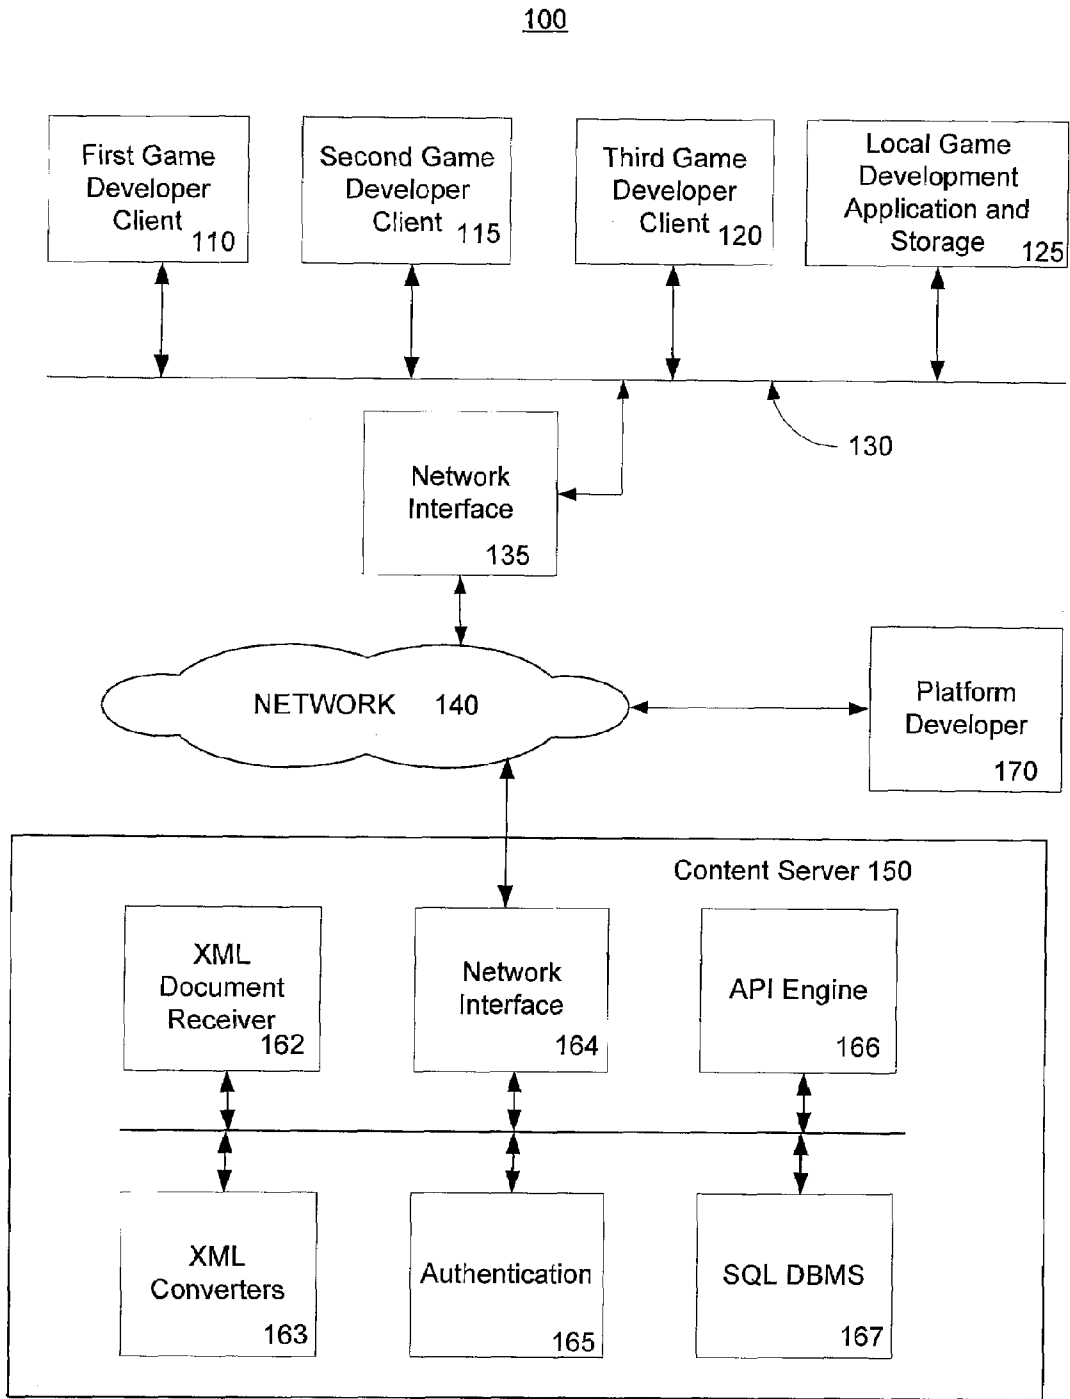 100
First Game
Developer
Client
110
Second Game
Developer
Client 115
Third Game
Developer
Client 120
Local Game
Development
Application and
Storage
125
130
Network
Interface
135
NETWORK 140
Platform
Developer
170
Content Server 150
XML
Document
Receiver
162
Network
Interface
164
API Engine
166
XML
Converters
163
Authentication
165
SQL DBMS
167